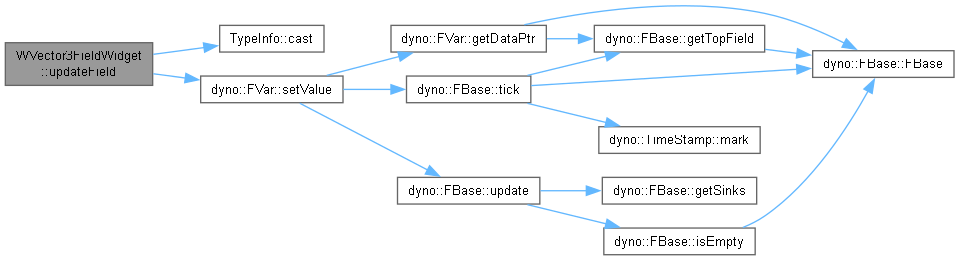 WVector3FieldWidget
::updateField
TypeInfo::cast
dyno::FVar::setValue
dyno::FVar::getDataPtr
dyno::FBase::tick
dyno::FBase::update
dyno::FBase::getTopField
dyno::TimeStamp::mark
dyno::FBase::getSinks
dyno::FBase::isEmpty
dyno::FBase::FBase